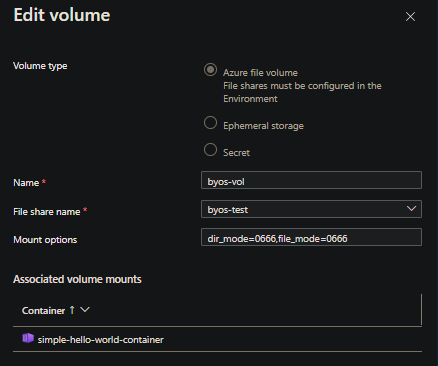 Edit volume
Volume type
Azure file volume
File shares must be configured in the
Environment
Ephemeral storage
Secret
Name *
byos-vol
File share name *
byos-test
Mount options
dir_mode=0666,file_mode=0666
Associated volume mounts
Container ↑
simple-hello-world-container